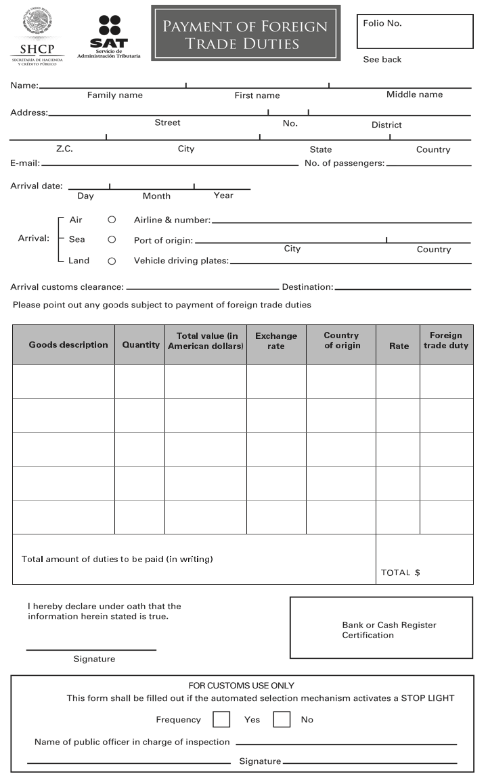 SHCP
SECRETARÍA DE HACIENDA
Y CRÉDITO PÚBLICO
SAT
Servicio de
Administración Tributaria
PAYMENT OF FOREIGN
TRADE DUTIES
Folio No.
See back
Name:
Family name First name Middle name
Address:
Street No. District
Z.C. City State Country
E-mail: No. of passengers:
Arrival date:
Day Month Year
Arrival:
Air Airline & number:
Sea Port of origin:
City Country
Land Vehicle driving plates:
Arrival customs clearance: Destination:
Please point out any goods subject to payment of foreign trade duties
Goods description
Quantity
Total value (in
American dollars)
Exchange
rate
Country
of origin
Rate
Foreign
trade duty
Total amount of duties to be paid (in writing)
TOTAL $
I hereby declare under oath that the
information herein stated is true.
Signature
Bank or Cash Register
Certification
FOR CUSTOMS USE ONLY
This form shall be filled out if the automated selection mechanism activates a STOP LIGHT
Frequency Yes No
Name of public officer in charge of inspection
Signature